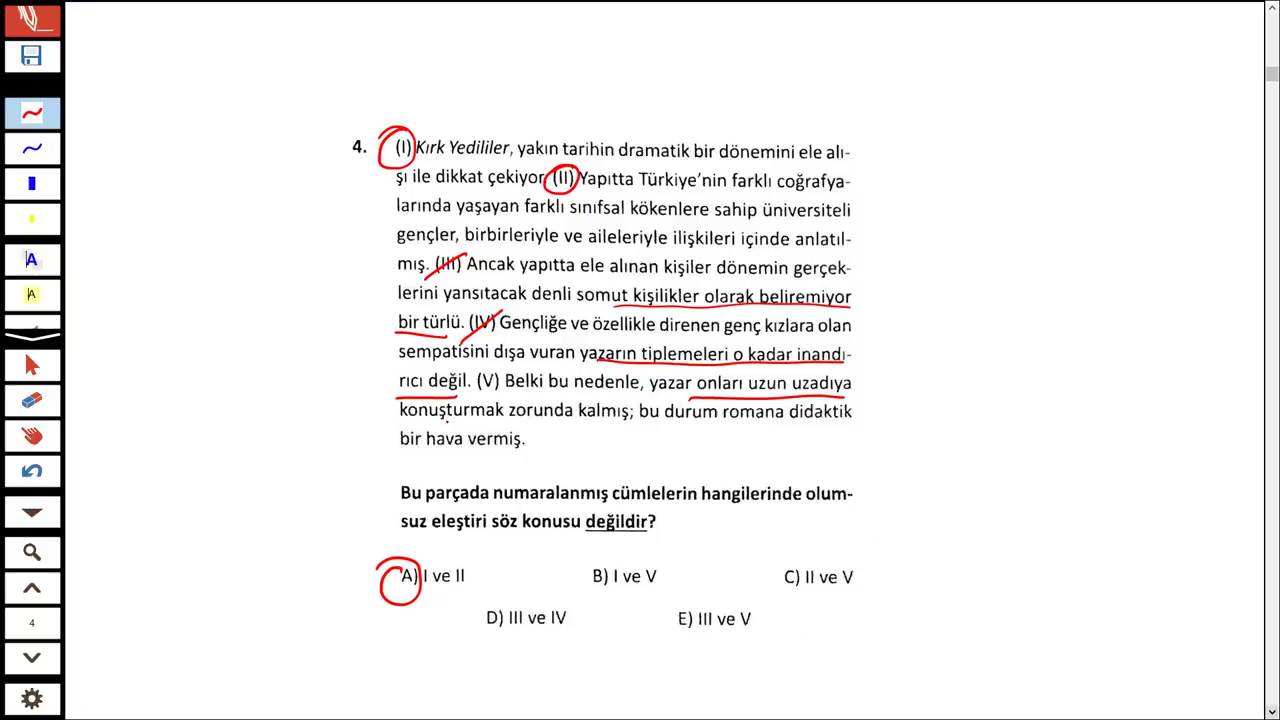 4. (I) Kırk Yedililer, yakın tarihin dramatik bir dönemini ele alı-
şı ile dikkat çekiyor. (II) Yapıtta Türkiye'nin farklı coğrafya-
larında yaşayan farklı sınıfsal kökenlere sahip üniversiteli
gençler, birbirleriyle ve aileleriyle ilişkileri içinde anlatıl-
mış. (III) Ancak yapıtta ele alınan kişiler dönemin gerçek-
lerini yansıtacak denli somut kişilikler olarak beliremiyor
bir türlü. (IV) Gençliğe ve özellikle direnen genç kızlara olan
sempatisini dışa vuran yazarın tiplemeleri o kadar inandı-
rıcı değil. (V) Belki bu nedenle, yazar onları uzun uzadıya
konuşturmak zorunda kalmış; bu durum romana didaktik
bir hava vermiş.
Bu parçada numaralanmış cümlelerin hangilerinde olum-
suz eleştiri söz konusu değildir?
A) I ve II B) I ve V C) II ve V
D) III ve IV E) III ve V
A
A
4